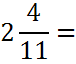 2 4/11 =